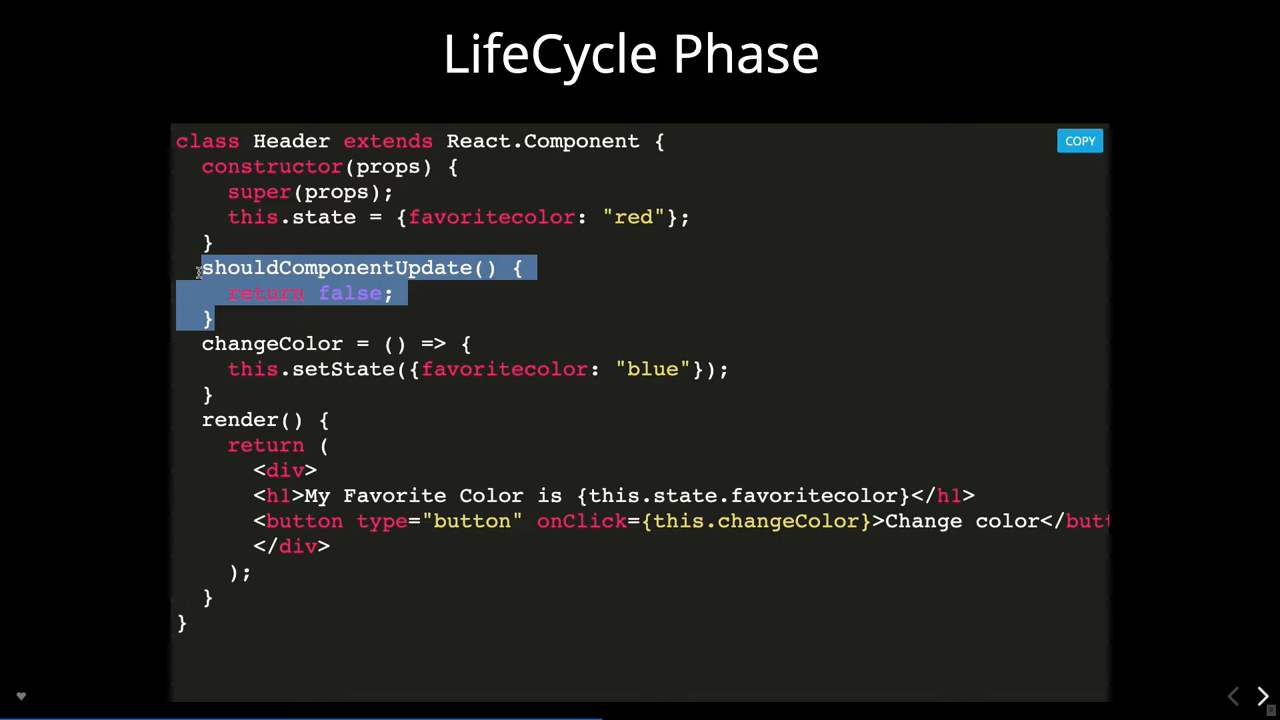 LifeCycle Phase
COPY
class Header extends React.Component {
  constructor(props) {
    super(props);
    this.state = {favoritecolor: "red"};
  }
  shouldComponentUpdate() {
    return false;
  }
  changeColor = () => {
    this.setState({favoritecolor: "blue"});
  }
  render() {
    return (
      <div>
      <h1>My Favorite Color is {this.state.favoritecolor}</h1>
      <button type="button" onClick={this.changeColor}>Change color</butt
      </div>
    );
  }
}